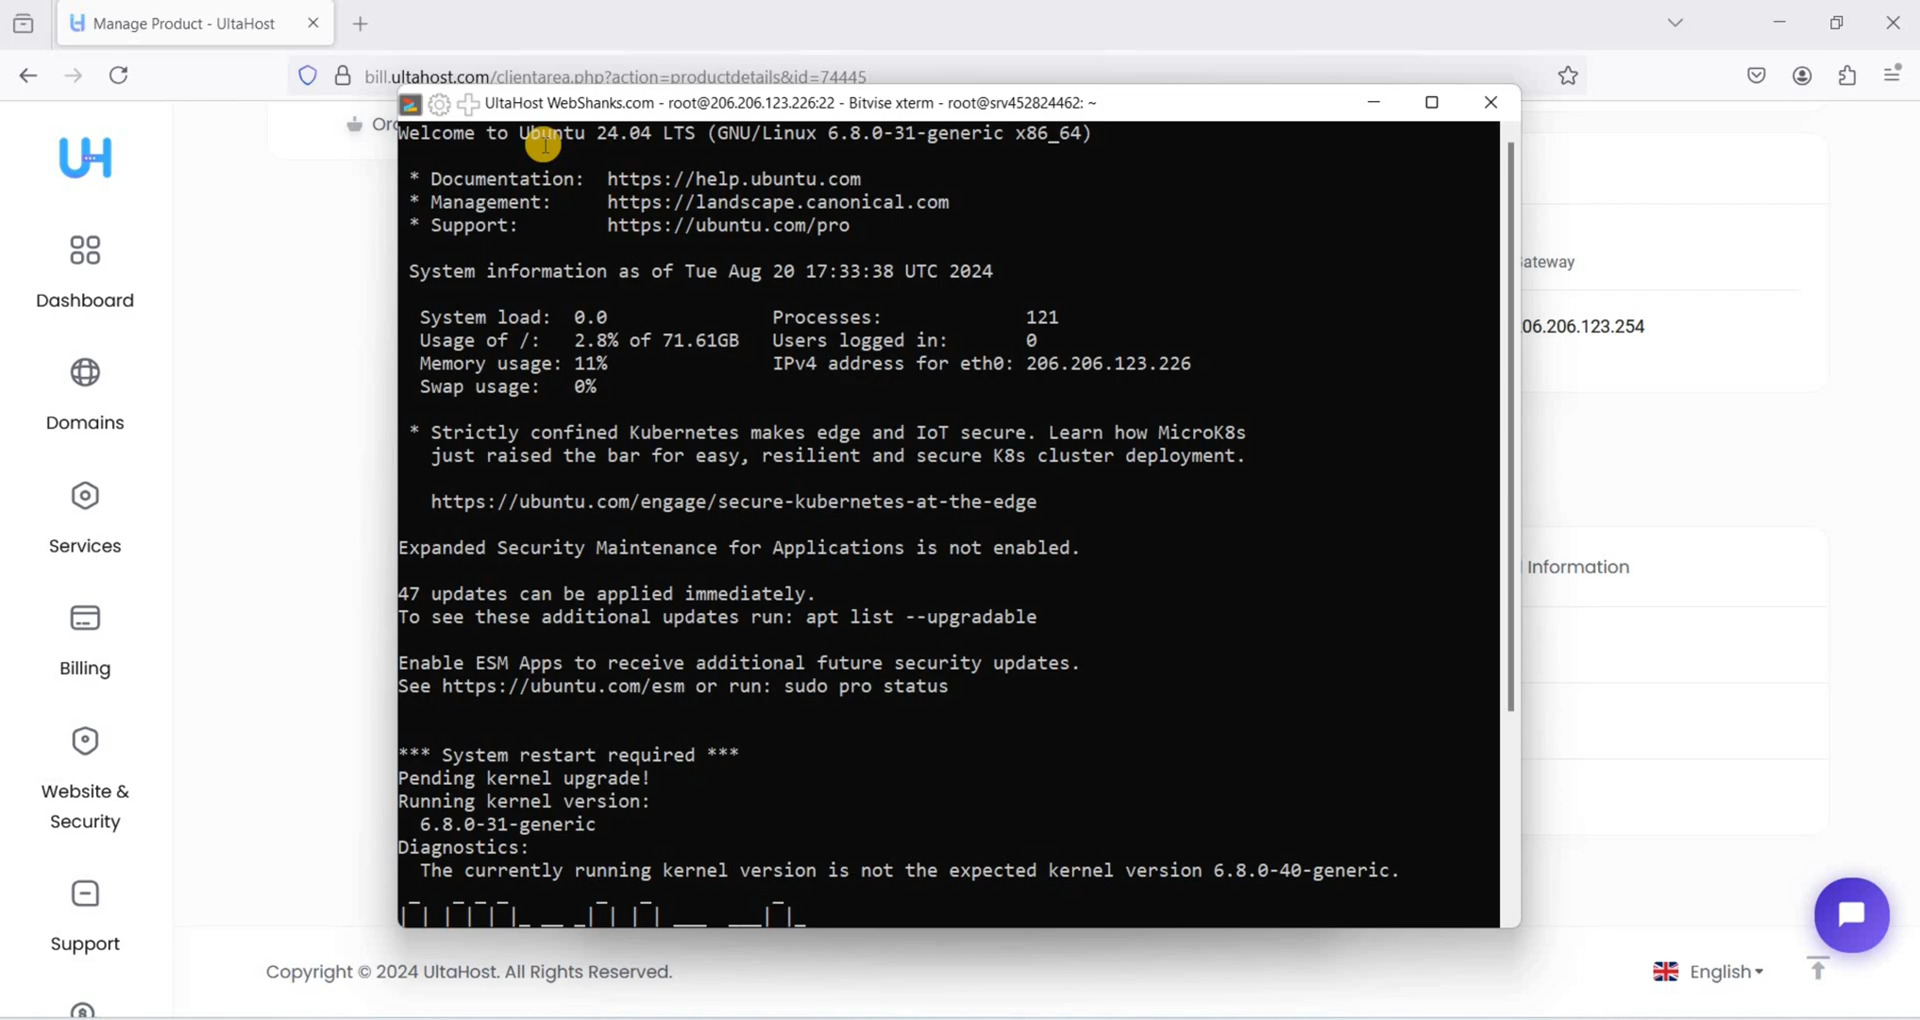 Manage Product - UltaHost
bill.ultahost.com/clientarea.php?action=productdetails&id=74445
UltaHost WebShanks.com - root@206.206.123.226:22 - Bitvise xterm - root@srv452824462: ~
Welcome to Ubuntu 24.04 LTS (GNU/Linux 6.8.0-31-generic x86_64)
* Documentation: https://help.ubuntu.com
* Management: https://landscape.canonical.com
* Support: https://ubuntu.com/pro
System information as of Tue Aug 20 17:33:38 UTC 2024
System load: 0.0 Processes: 121
Usage of /: 2.8% of 71.61GB Users logged in: 0
Memory usage: 11% IPv4 address for eth0: 206.206.123.226
Swap usage: 0%
* Strictly confined Kubernetes makes edge and IoT secure. Learn how MicroK8s
just raised the bar for easy, resilient and secure K8s cluster deployment.
https://ubuntu.com/engage/secure-kubernetes-at-the-edge
Expanded Security Maintenance for Applications is not enabled.
47 updates can be applied immediately.
To see these additional updates run: apt list --upgradable
Enable ESM Apps to receive additional future security updates.
See https://ubuntu.com/esm or run: sudo pro status
*** System restart required ***
Pending kernel upgrade!
Running kernel version:
6.8.0-31-generic
Diagnostics:
The currently running kernel version is not the expected kernel version 6.8.0-40-generic.
UH
Dashboard
Domains
Services
Billing
Website &
Security
Support
ateway
06.206.123.254
Information
Copyright © 2024 UltaHost. All Rights Reserved.
English